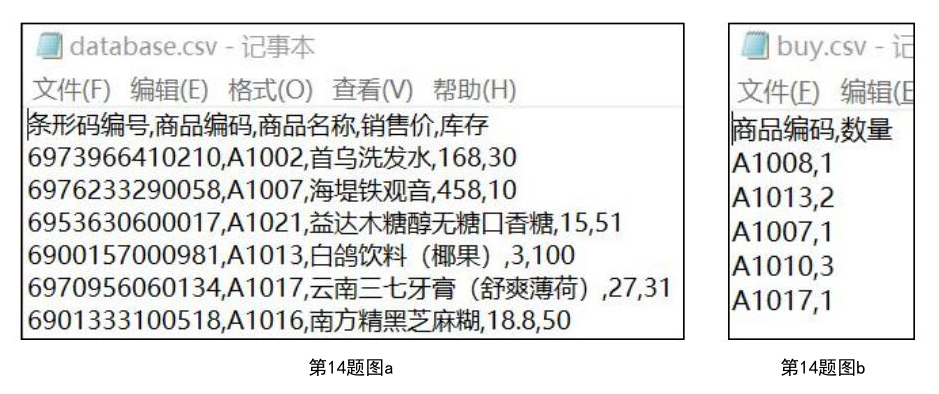 database.csv - 记事本
文件(F) 编辑(E) 格式(O) 查看(V) 帮助(H)
条形码编号,商品编码,商品名称,销售价,库存
6973966410210,A1002,首乌洗发水,168,30
6976233290058,A1007,海堤铁观音,458,10
6953630600017,A1021,益达木糖醇无糖口香糖,15,51
6900157000981,A1013,白鸽饮料（椰果）,3,100
6970956060134,A1017,云南三七牙膏（舒爽薄荷）,27,31
6901333100518,A1016,南方精黑芝麻糊,18.8,50
第14题图a
buy.csv - 记
文件(F) 编辑(E
商品编码,数量
A1008,1
A1013,2
A1007,1
A1010,3
A1017,1
第14题图b